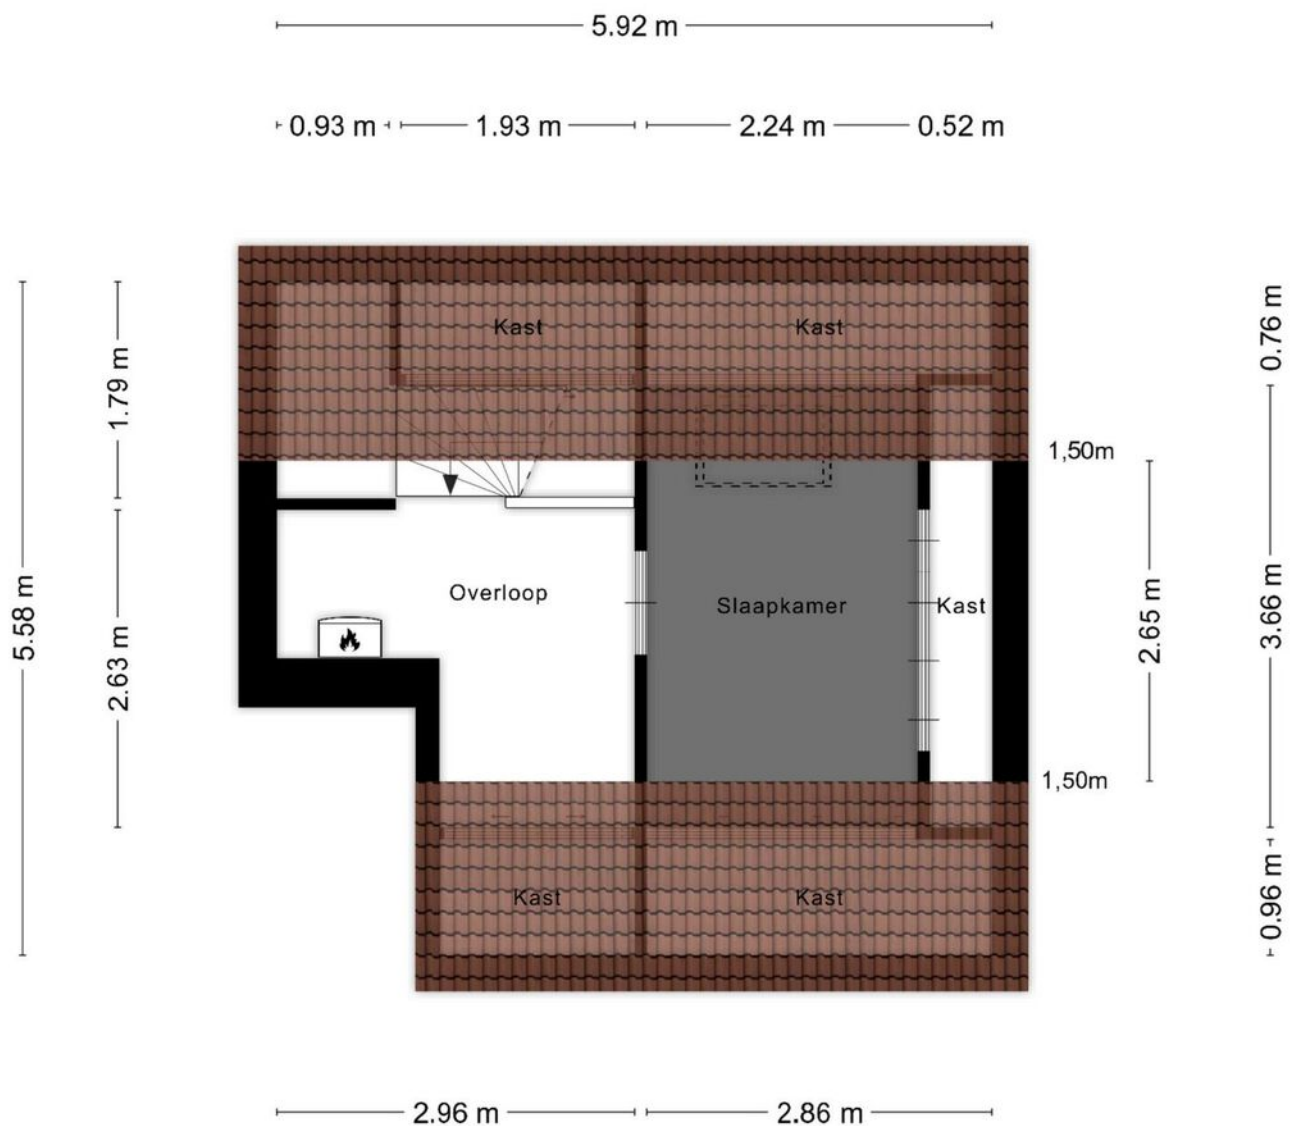 5.92 m
0.93 m
1.93 m
2.24 m
0.52 m
Kast
Kast
0.76 m
1.79 m
1,50m
5.58 m
2.63 m
Overloop
Slaapkamer
Kast
2.65 m
3.66 m
1,50m
Kast
Kast
0.96 m
2.96 m
2.86 m